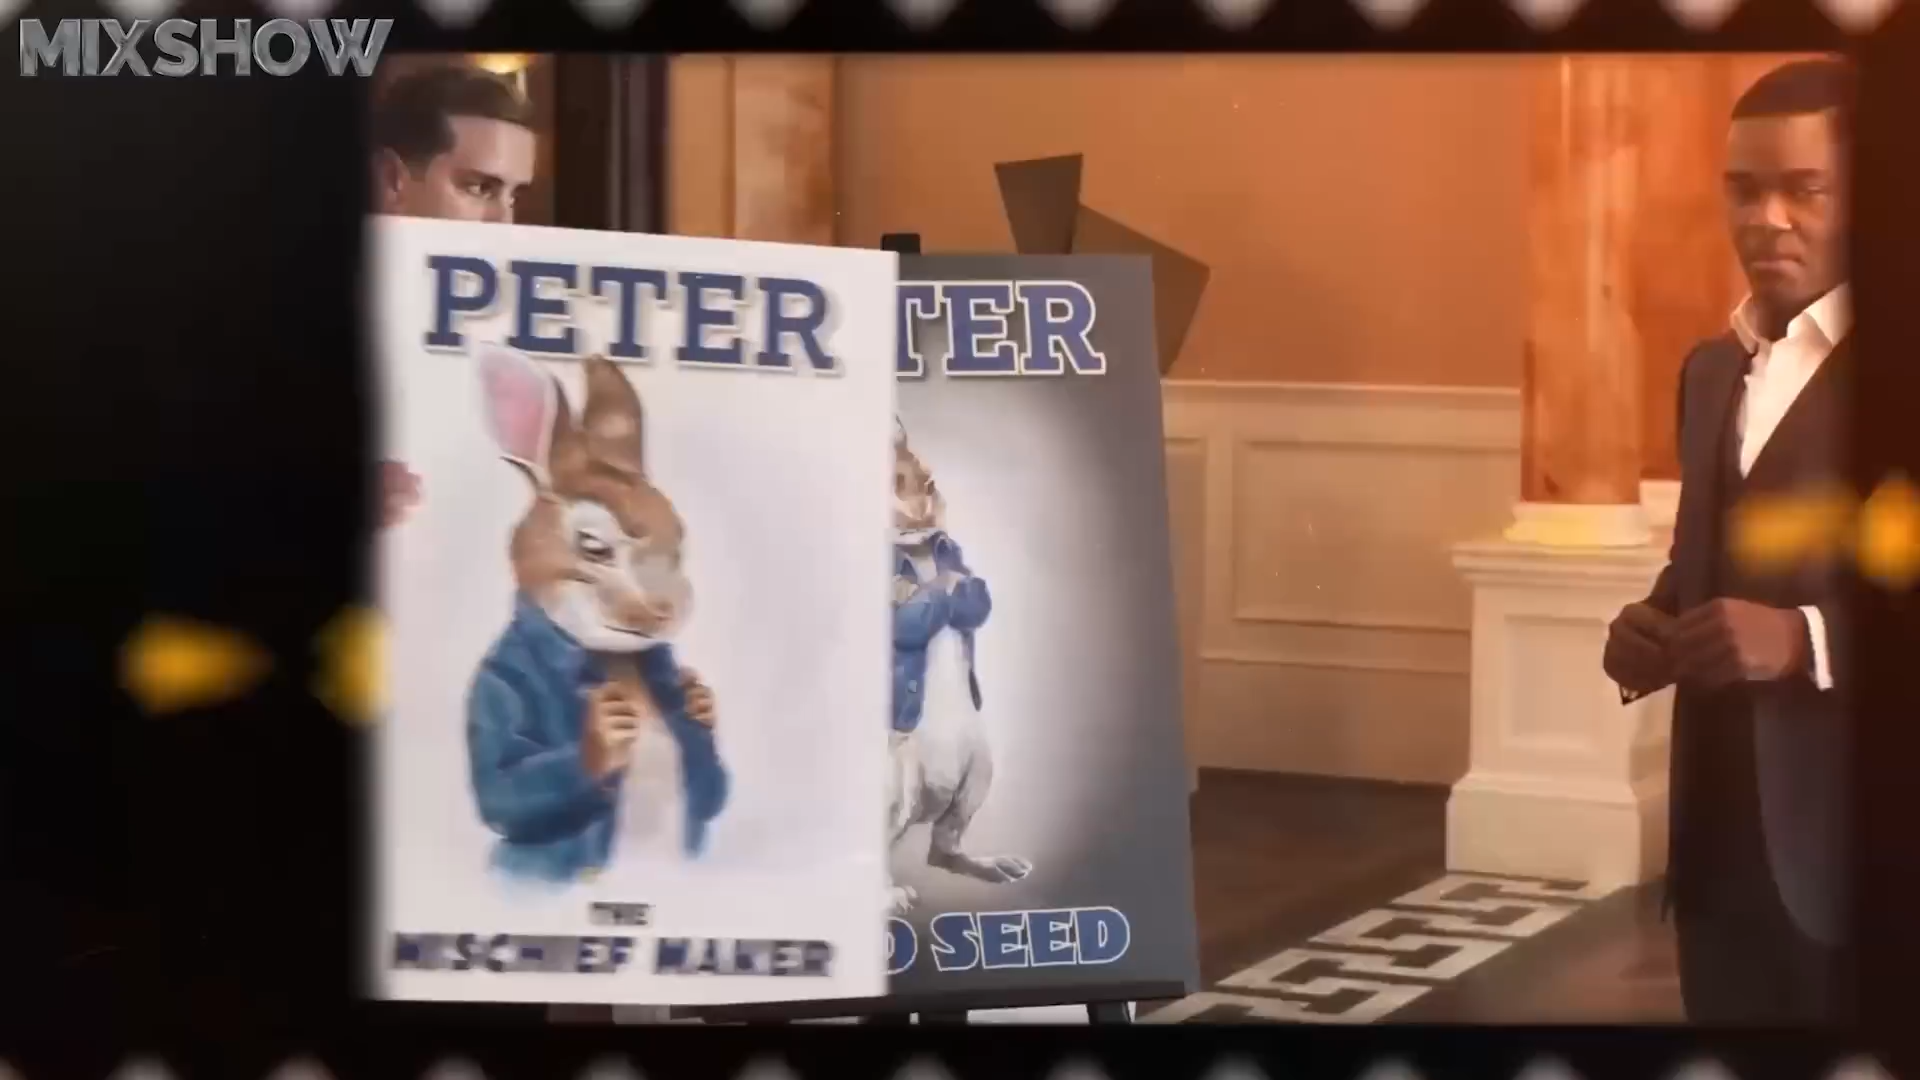 MIXSHOW
PETER
THE
MISCHIEF MAKER
TER
D SEED